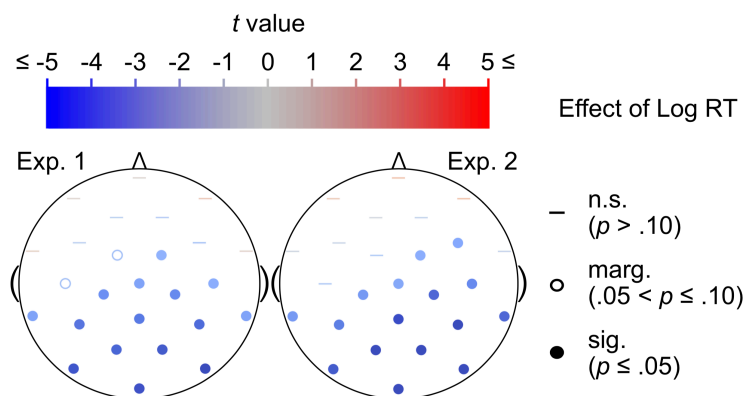 t value
≤ -5 -4 -3 -2 -1 0 1 2 3 4 5 ≤
Effect of Log RT
Exp. 1
Exp. 2
n.s.
(p > .10)
marg.
(.05 < p ≤ .10)
sig.
(p ≤ .05)